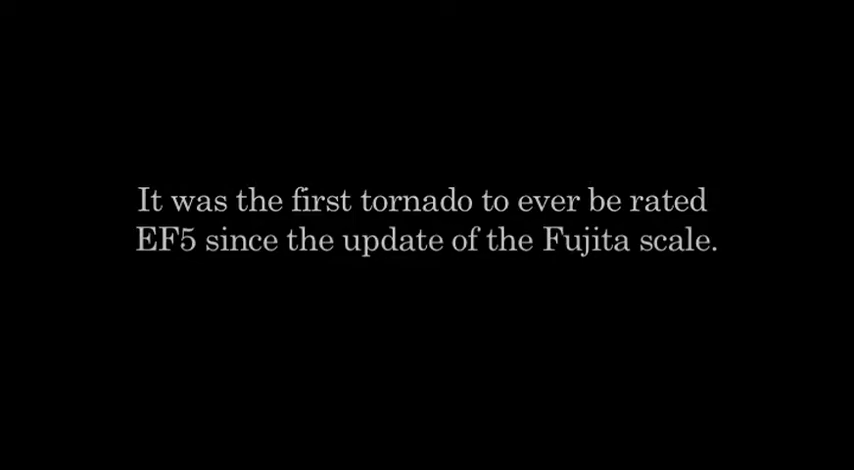 It was the first tornado to ever be rated
EF5 since the update of the Fujita scale.